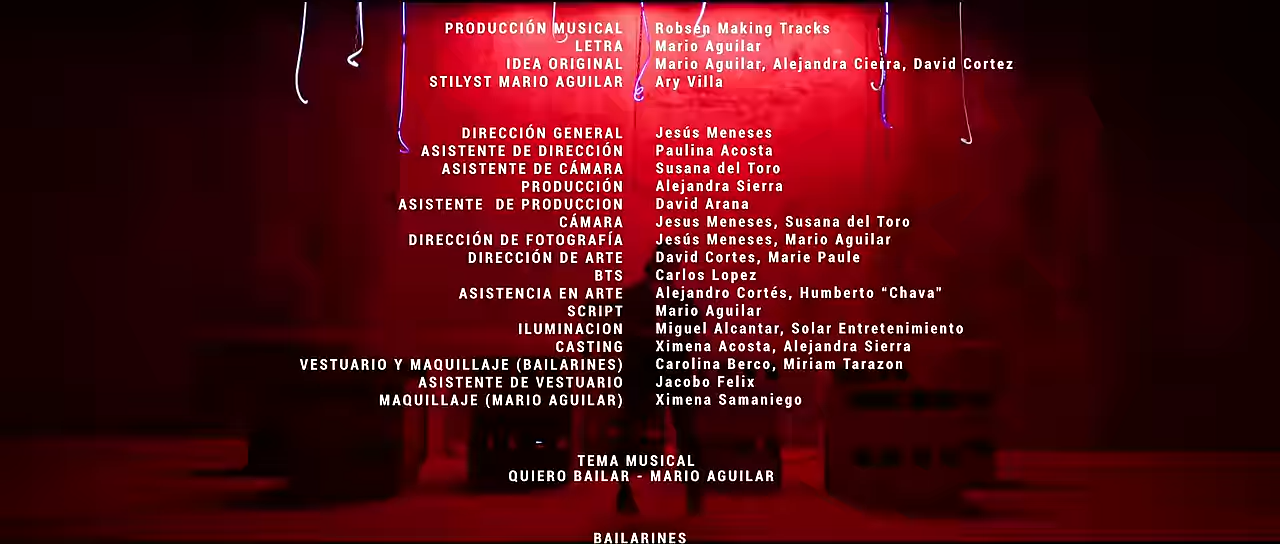 PRODUCCIÓN MUSICAL Robsen Making Tracks
LETRA Mario Aguilar
IDEA ORIGINAL Mario Aguilar, Alejandra Cierra, David Cortez
STILYST MARIO AGUILAR Ary Villa
DIRECCIÓN GENERAL Jesús Meneses
ASISTENTE DE DIRECCIÓN Paulina Acosta
ASISTENTE DE CÁMARA Susana del Toro
PRODUCCIÓN Alejandra Sierra
ASISTENTE DE PRODUCCION David Arana
CÁMARA Jesus Meneses, Susana del Toro
DIRECCIÓN DE FOTOGRAFÍA Jesús Meneses, Mario Aguilar
DIRECCIÓN DE ARTE David Cortes, Marie Paule
BTS Carlos Lopez
ASISTENCIA EN ARTE Alejandro Cortés, Humberto “Chava”
SCRIPT Mario Aguilar
ILUMINACION Miguel Alcantar, Solar Entretenimiento
CASTING Ximena Acosta, Alejandra Sierra
VESTUARIO Y MAQUILLAJE (BAILARINES) Carolina Berco, Miriam Tarazon
ASISTENTE DE VESTUARIO Jacobo Felix
MAQUILLAJE (MARIO AGUILAR) Ximena Samaniego
TEMA MUSICAL
QUIERO BAILAR - MARIO AGUILAR
BAILARINES